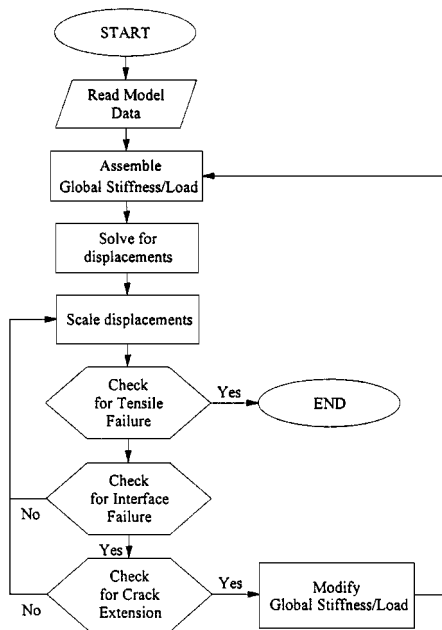 START
Read Model
Data
Assemble
Global Stiffness/Load
Solve for
displacements
Scale displacements
Check
for Tensile
Failure
Yes
END
Check
for Interface
Failure
No
Yes
Check
for Crack
Extension
No
Yes
Modify
Global Stiffness/Load